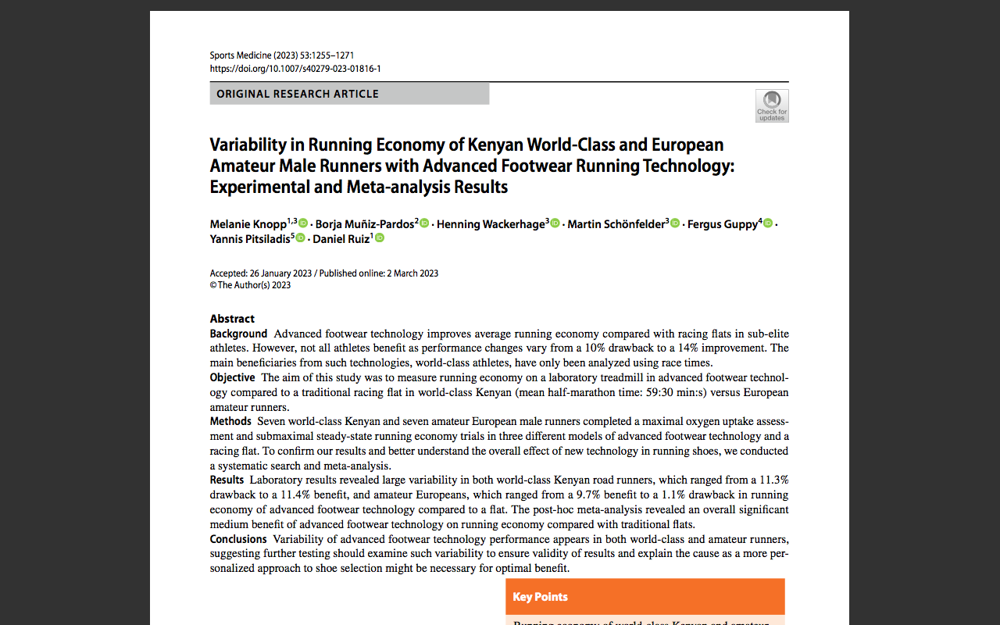 Sports Medicine (2023) 53:1255–1271
https://doi.org/10.1007/s40279-023-01816-1
ORIGINAL RESEARCH ARTICLE
Check for
updates
Variability in Running Economy of Kenyan World-Class and European
Amateur Male Runners with Advanced Footwear Running Technology:
Experimental and Meta-analysis Results
Melanie Knopp1,3 · Borja Muñiz-Pardos2 · Henning Wackerhage3 · Martin Schönfelder3 · Fergus Guppy4 ·
Yannis Pitsiladis5 · Daniel Ruiz1
Accepted: 26 January 2023 / Published online: 2 March 2023
© The Author(s) 2023
Abstract
Background Advanced footwear technology improves average running economy compared with racing flats in sub-elite
athletes. However, not all athletes benefit as performance changes vary from a 10% drawback to a 14% improvement. The
main beneficiaries from such technologies, world-class athletes, have only been analyzed using race times.
Objective The aim of this study was to measure running economy on a laboratory treadmill in advanced footwear technol-
ogy compared to a traditional racing flat in world-class Kenyan (mean half-marathon time: 59:30 min:s) versus European
amateur runners.
Methods Seven world-class Kenyan and seven amateur European male runners completed a maximal oxygen uptake assess-
ment and submaximal steady-state running economy trials in three different models of advanced footwear technology and a
racing flat. To confirm our results and better understand the overall effect of new technology in running shoes, we conducted
a systematic search and meta-analysis.
Results Laboratory results revealed large variability in both world-class Kenyan road runners, which ranged from a 11.3%
drawback to a 11.4% benefit, and amateur Europeans, which ranged from a 9.7% benefit to a 1.1% drawback in running
economy of advanced footwear technology compared to a flat. The post-hoc meta-analysis revealed an overall significant
medium benefit of advanced footwear technology on running economy compared with traditional flats.
Conclusions Variability of advanced footwear technology performance appears in both world-class and amateur runners,
suggesting further testing should examine such variability to ensure validity of results and explain the cause as a more per-
sonalized approach to shoe selection might be necessary for optimal benefit.
Key Points
Running economy of world-class Kenyan and amateur